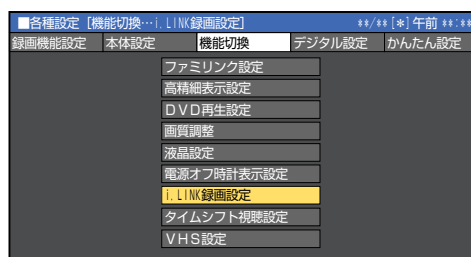 ■各種設定 [機能切換…i.LINK録画設定] **/**[*]午前 **:**
録画機能設定 本体設定 機能切換 デジタル設定 かんたん設定
ファミリンク設定
高精細表示設定
DVD再生設定
画質調整
液晶設定
電源オフ時計表示設定
i.LINK録画設定
タイムシフト視聴設定
VHS設定